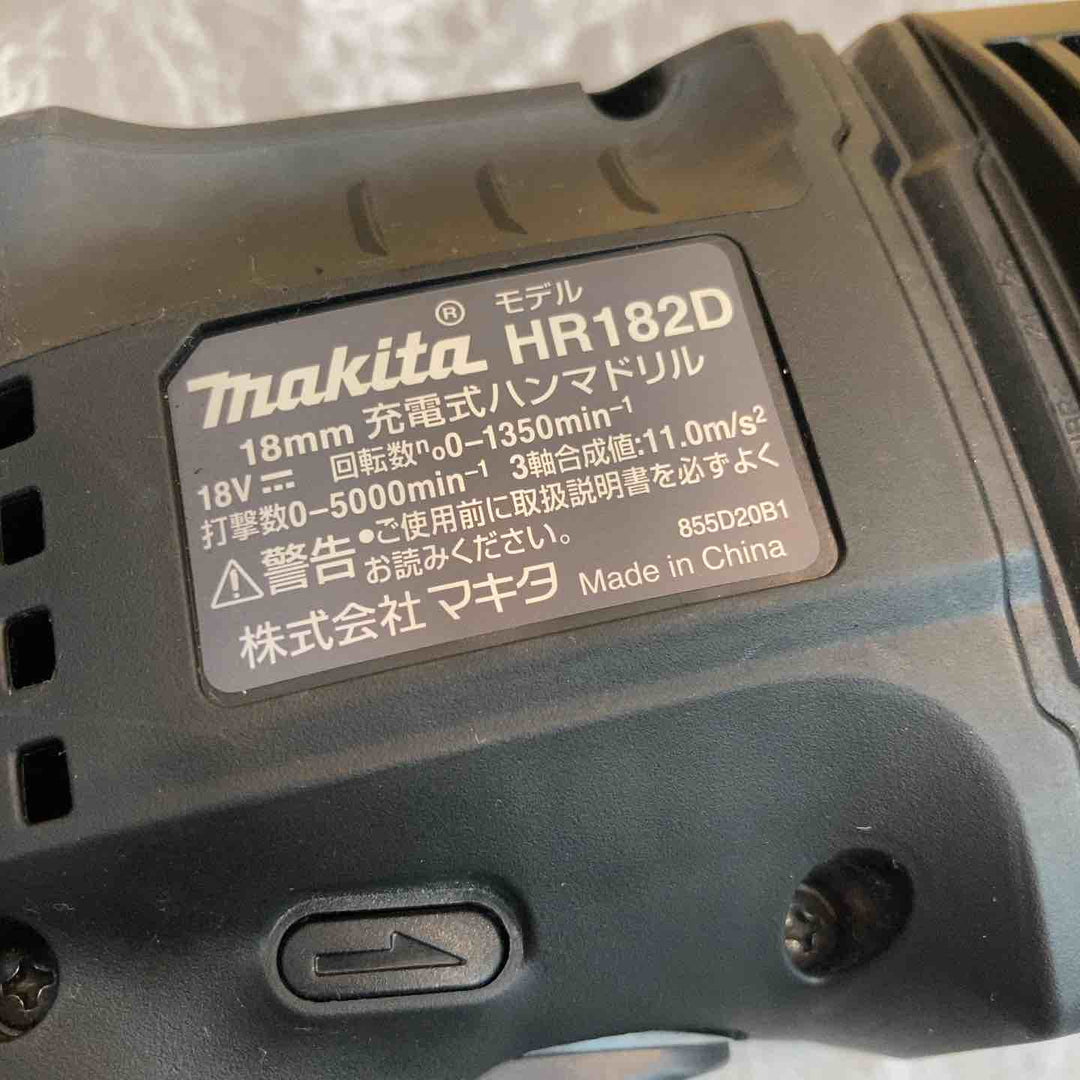 makita® モデル HR182D
18mm 充電式ハンマドリル
18V⎓ 回転数n₀0-1350min⁻¹
打撃数0-5000min⁻¹ 3軸合成値:11.0m/s²
⚠警告 •ご使用前に取扱説明書を必ずよく
お読みください。 855D20B1
株式会社マキタ Made in China